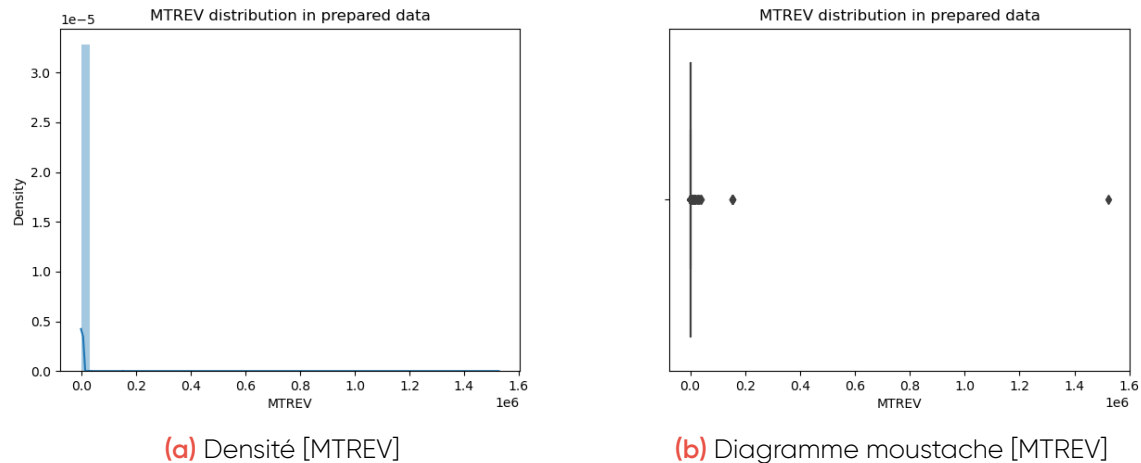 MTREV distribution in prepared data
1e−5
3.0
2.5
2.0
1.5
1.0
0.5
0.0
Density
0.0 0.2 0.4 0.6 0.8 1.0 1.2 1.4 1.6
MTREV
1e6
(a) Densité [MTREV]
MTREV distribution in prepared data
0.0 0.2 0.4 0.6 0.8 1.0 1.2 1.4 1.6
MTREV
1e6
(b) Diagramme moustache [MTREV]